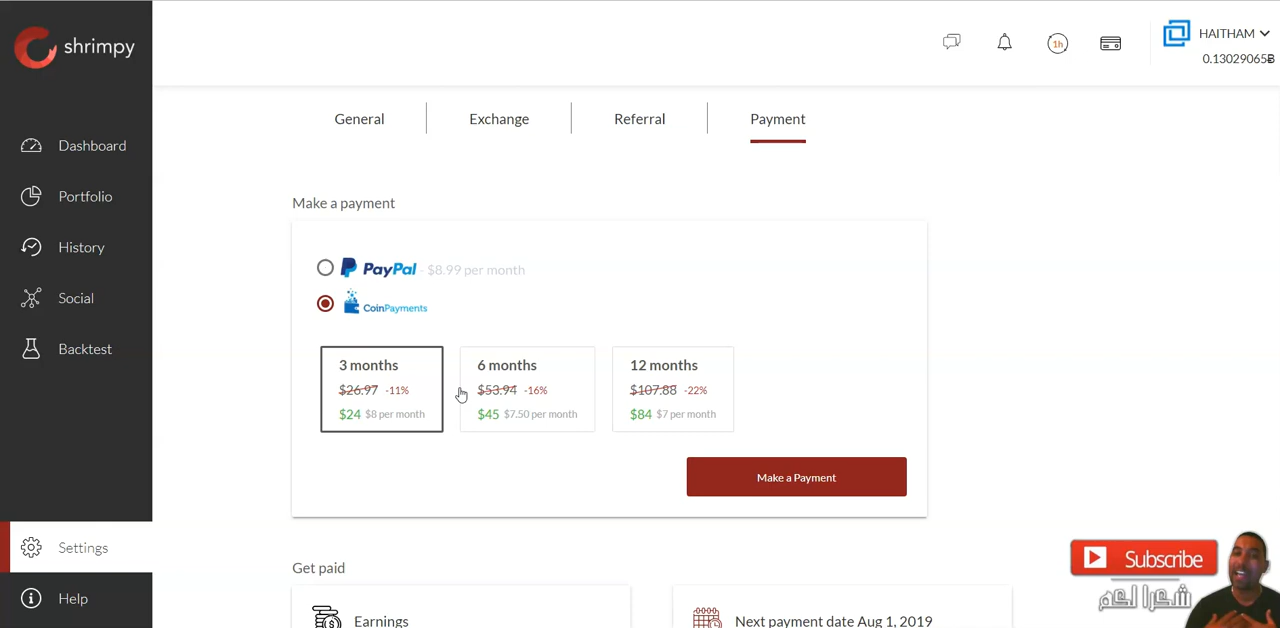 shrimpy
1h
HAITHAM
0.13029065Ƀ
General
Exchange
Referral
Payment
Dashboard
Portfolio
History
Social
Backtest
Settings
Help
Make a payment
PayPal - $8.99 per month
CoinPayments
3 months
$26.97 -11%
$24 $8 per month
6 months
$53.94 -16%
$45 $7.50 per month
12 months
$107.88 -22%
$84 $7 per month
Make a Payment
Get paid
Earnings
Next payment date Aug 1, 2019
Subscribe
شكرا لكم